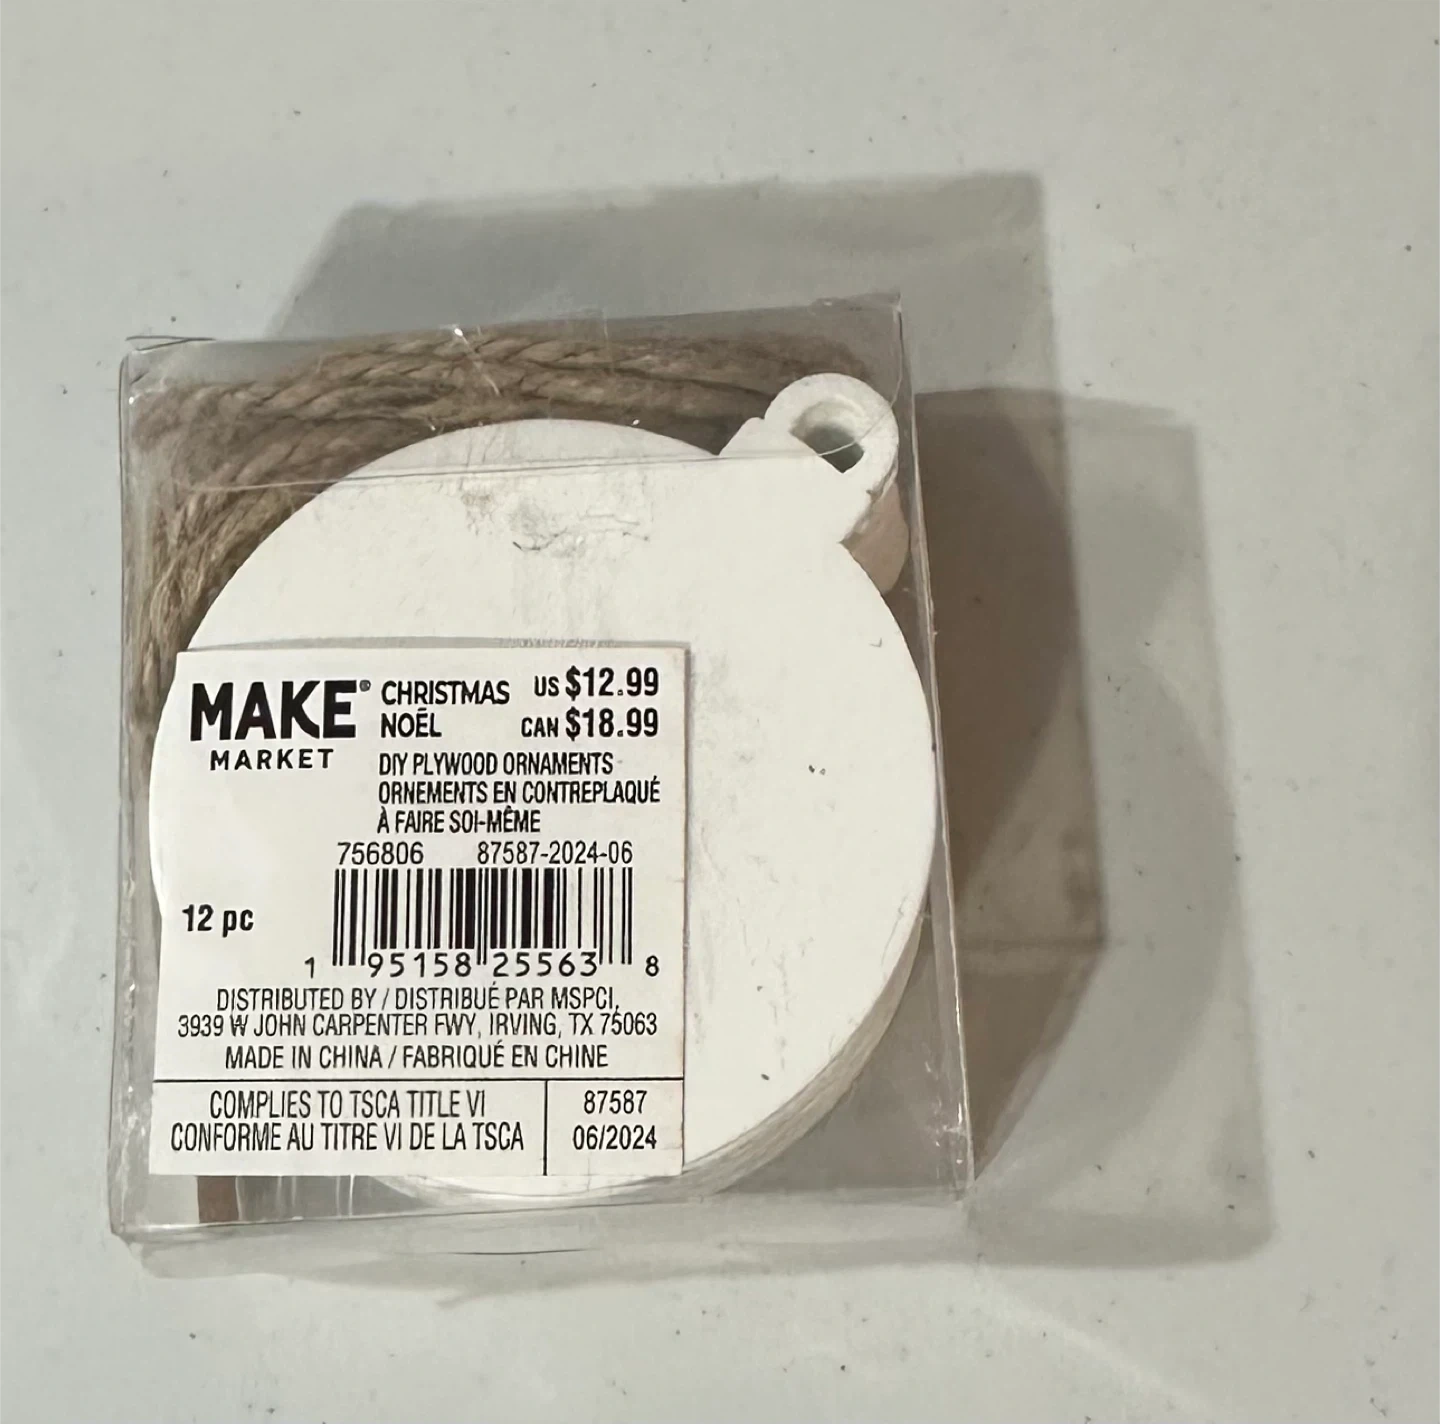 MAKE® CHRISTMAS US $12.99
MARKET NOËL CAN $18.99
DIY PLYWOOD ORNAMENTS
ORNEMENTS EN CONTREPLAQUÉ
À FAIRE SOI-MÊME
756806 87587-2024-06
12 pc
1 95158 25563 8
DISTRIBUTED BY / DISTRIBUÉ PAR MSPCI,
3939 W JOHN CARPENTER FWY, IRVING, TX 75063
MADE IN CHINA / FABRIQUÉ EN CHINE
COMPLIES TO TSCA TITLE VI
CONFORME AU TITRE VI DE LA TSCA
87587
06/2024